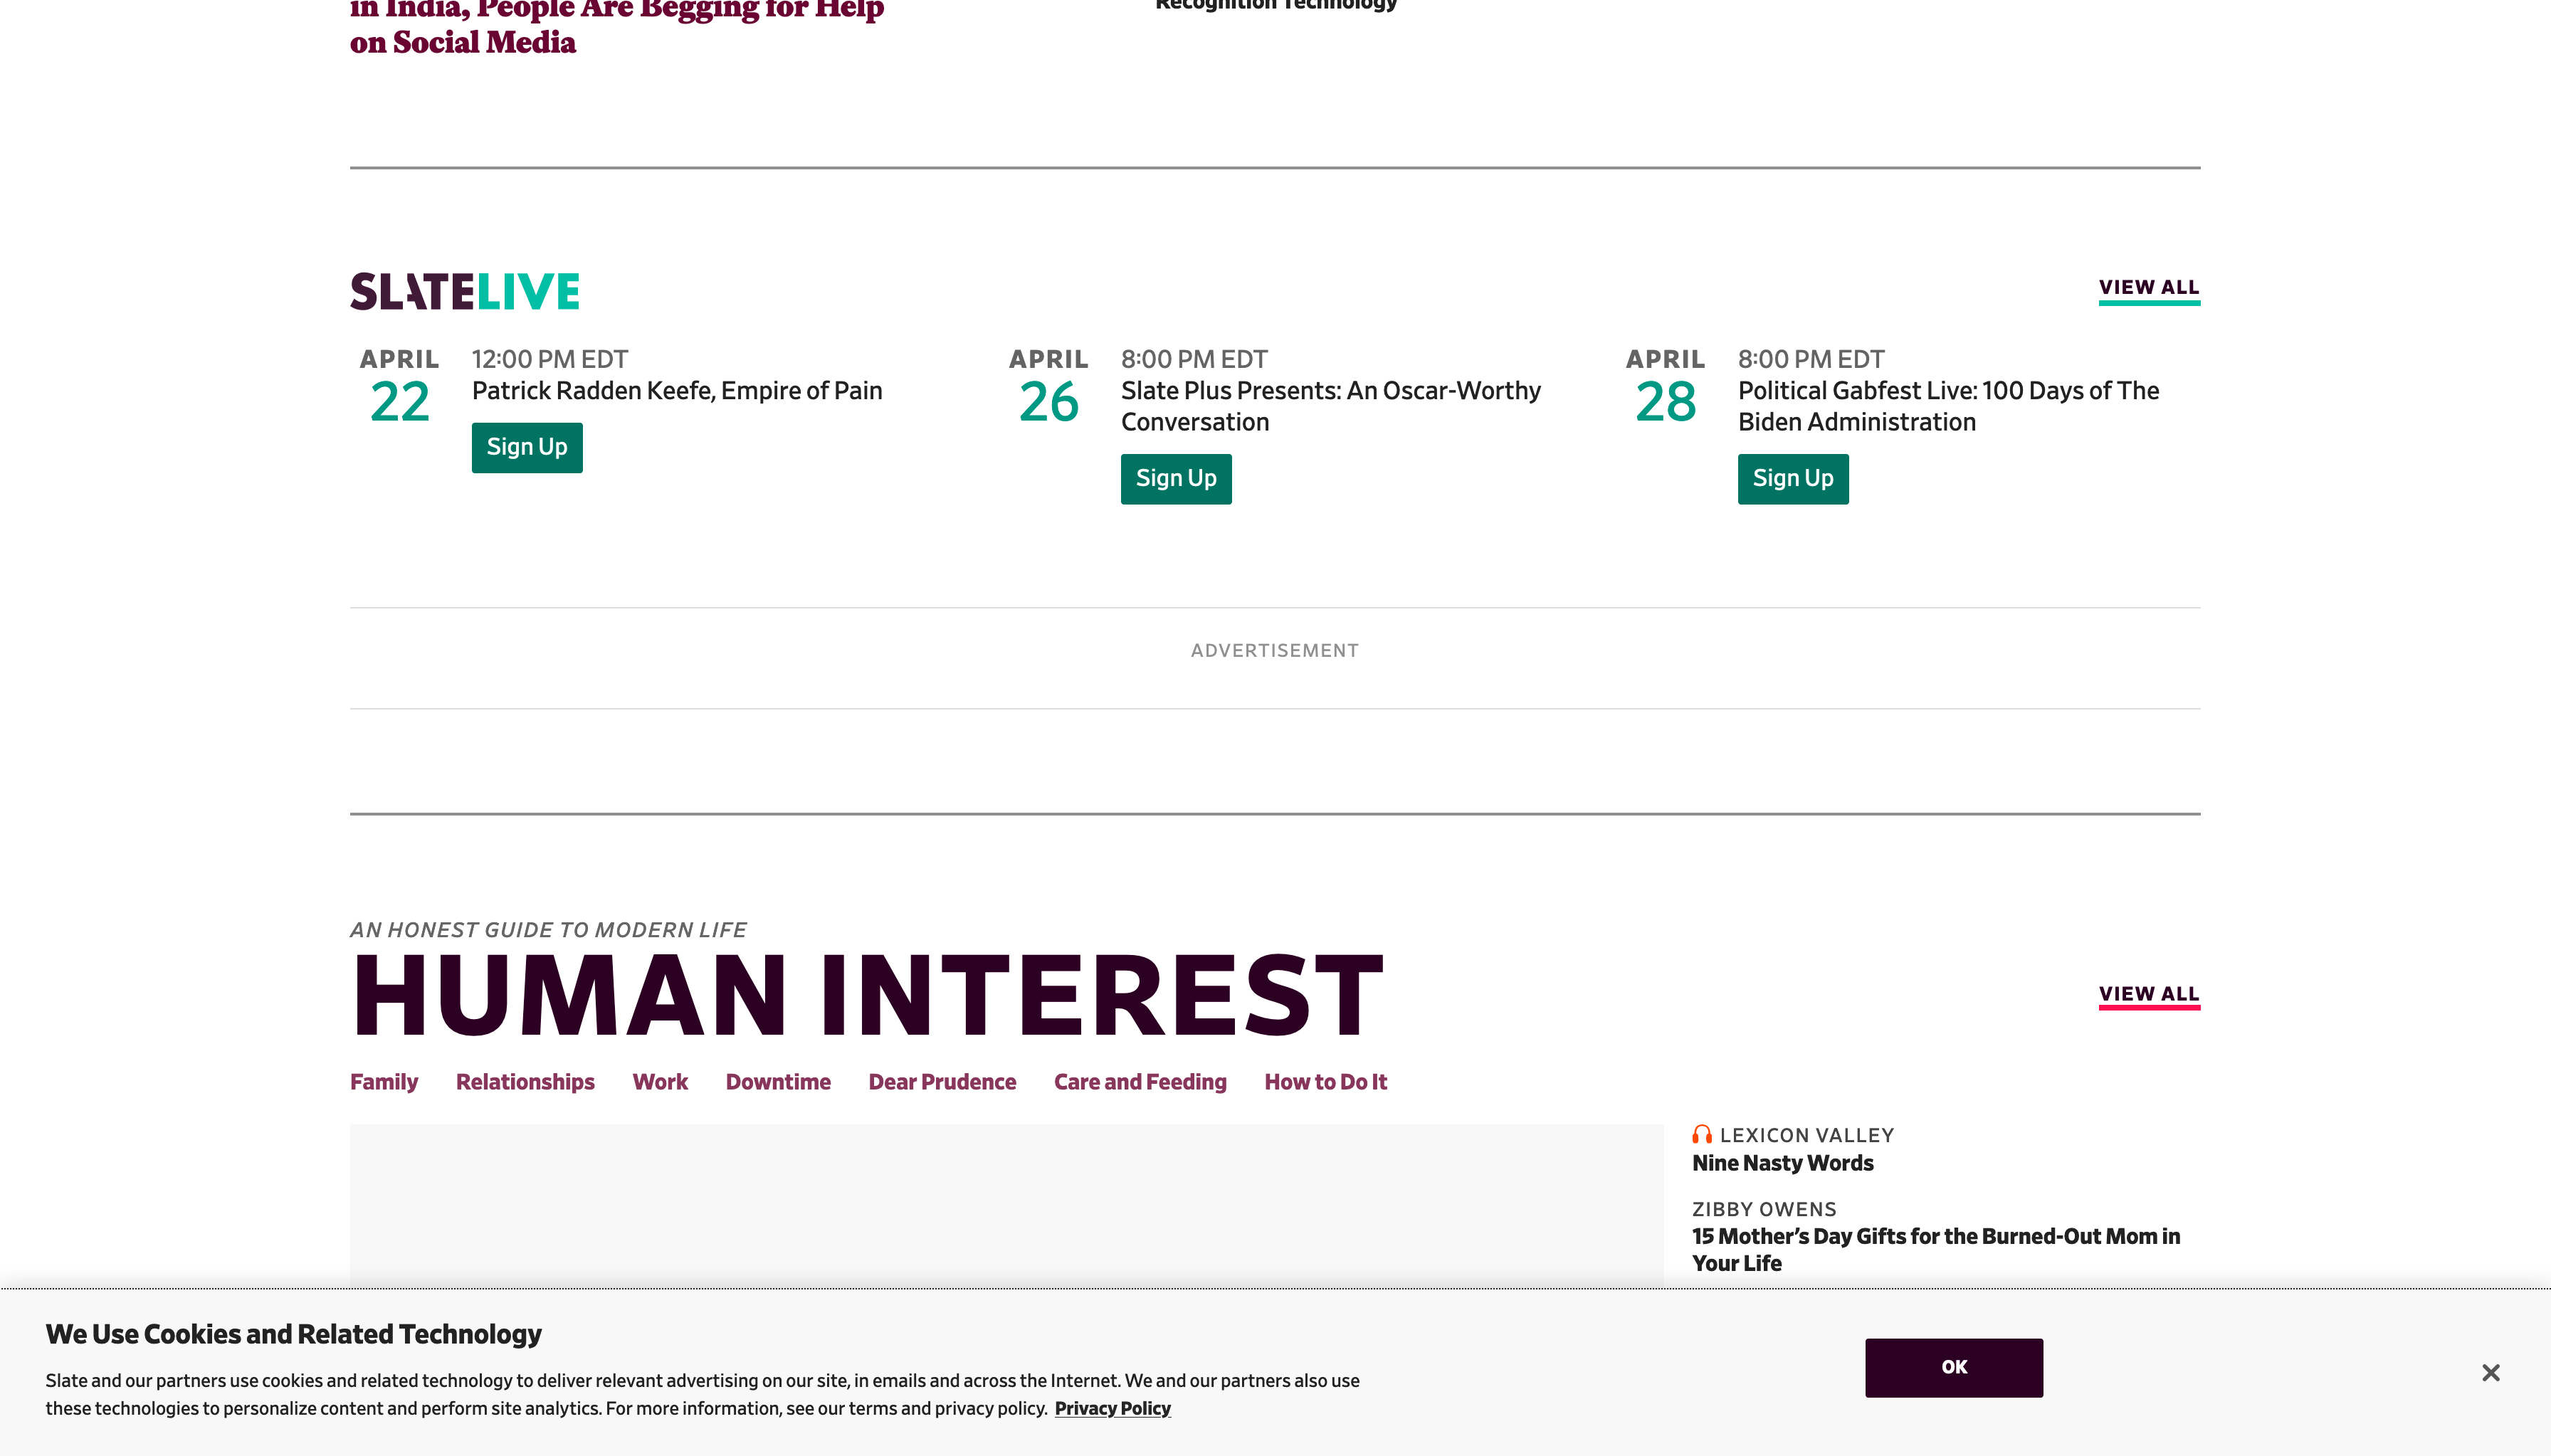 in India, People Are Begging for Help
on Social Media
Recognition Technology
SLATELIVE
VIEW ALL
APRIL
22
12:00 PM EDT
Patrick Radden Keefe, Empire of Pain
Sign Up
APRIL
26
8:00 PM EDT
Slate Plus Presents: An Oscar-Worthy
Conversation
Sign Up
APRIL
28
8:00 PM EDT
Political Gabfest Live: 100 Days of The
Biden Administration
Sign Up
ADVERTISEMENT
AN HONEST GUIDE TO MODERN LIFE
HUMAN INTEREST
VIEW ALL
Family Relationships Work Downtime Dear Prudence Care and Feeding How to Do It
LEXICON VALLEY
Nine Nasty Words
ZIBBY OWENS
15 Mother’s Day Gifts for the Burned-Out Mom in
Your Life
We Use Cookies and Related Technology
Slate and our partners use cookies and related technology to deliver relevant advertising on our site, in emails and across the Internet. We and our partners also use
these technologies to personalize content and perform site analytics. For more information, see our terms and privacy policy. Privacy Policy
OK